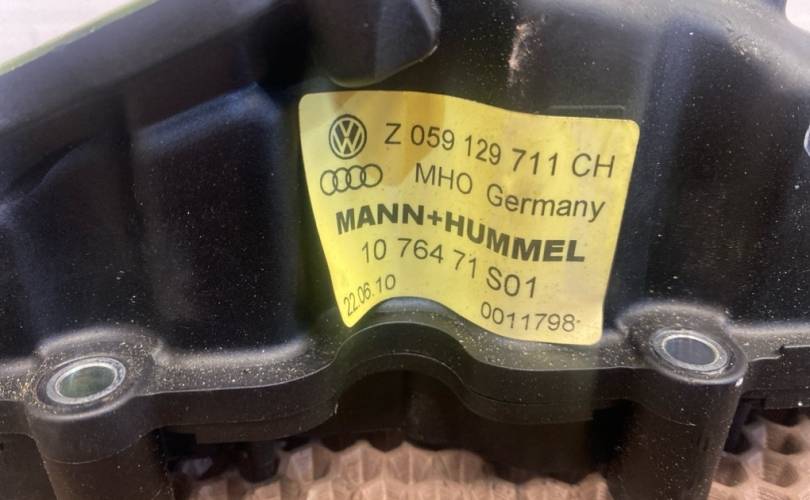 Z 059 129 711 CH
MHO Germany
MANN+HUMMEL
10 764 71 S01
22.06.10
0011798